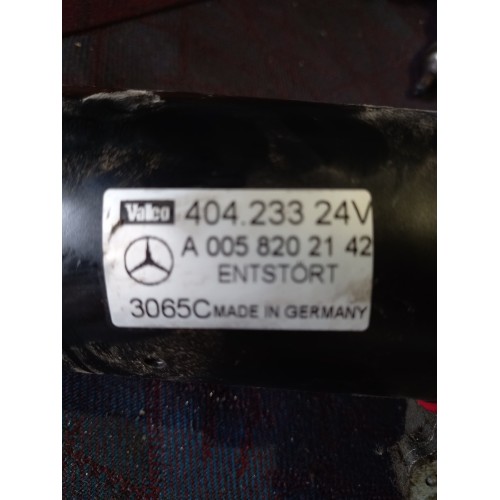 Valeo 404.233 24V
A 005 820 21 42
ENTSTÖRT
3065C MADE IN GERMANY